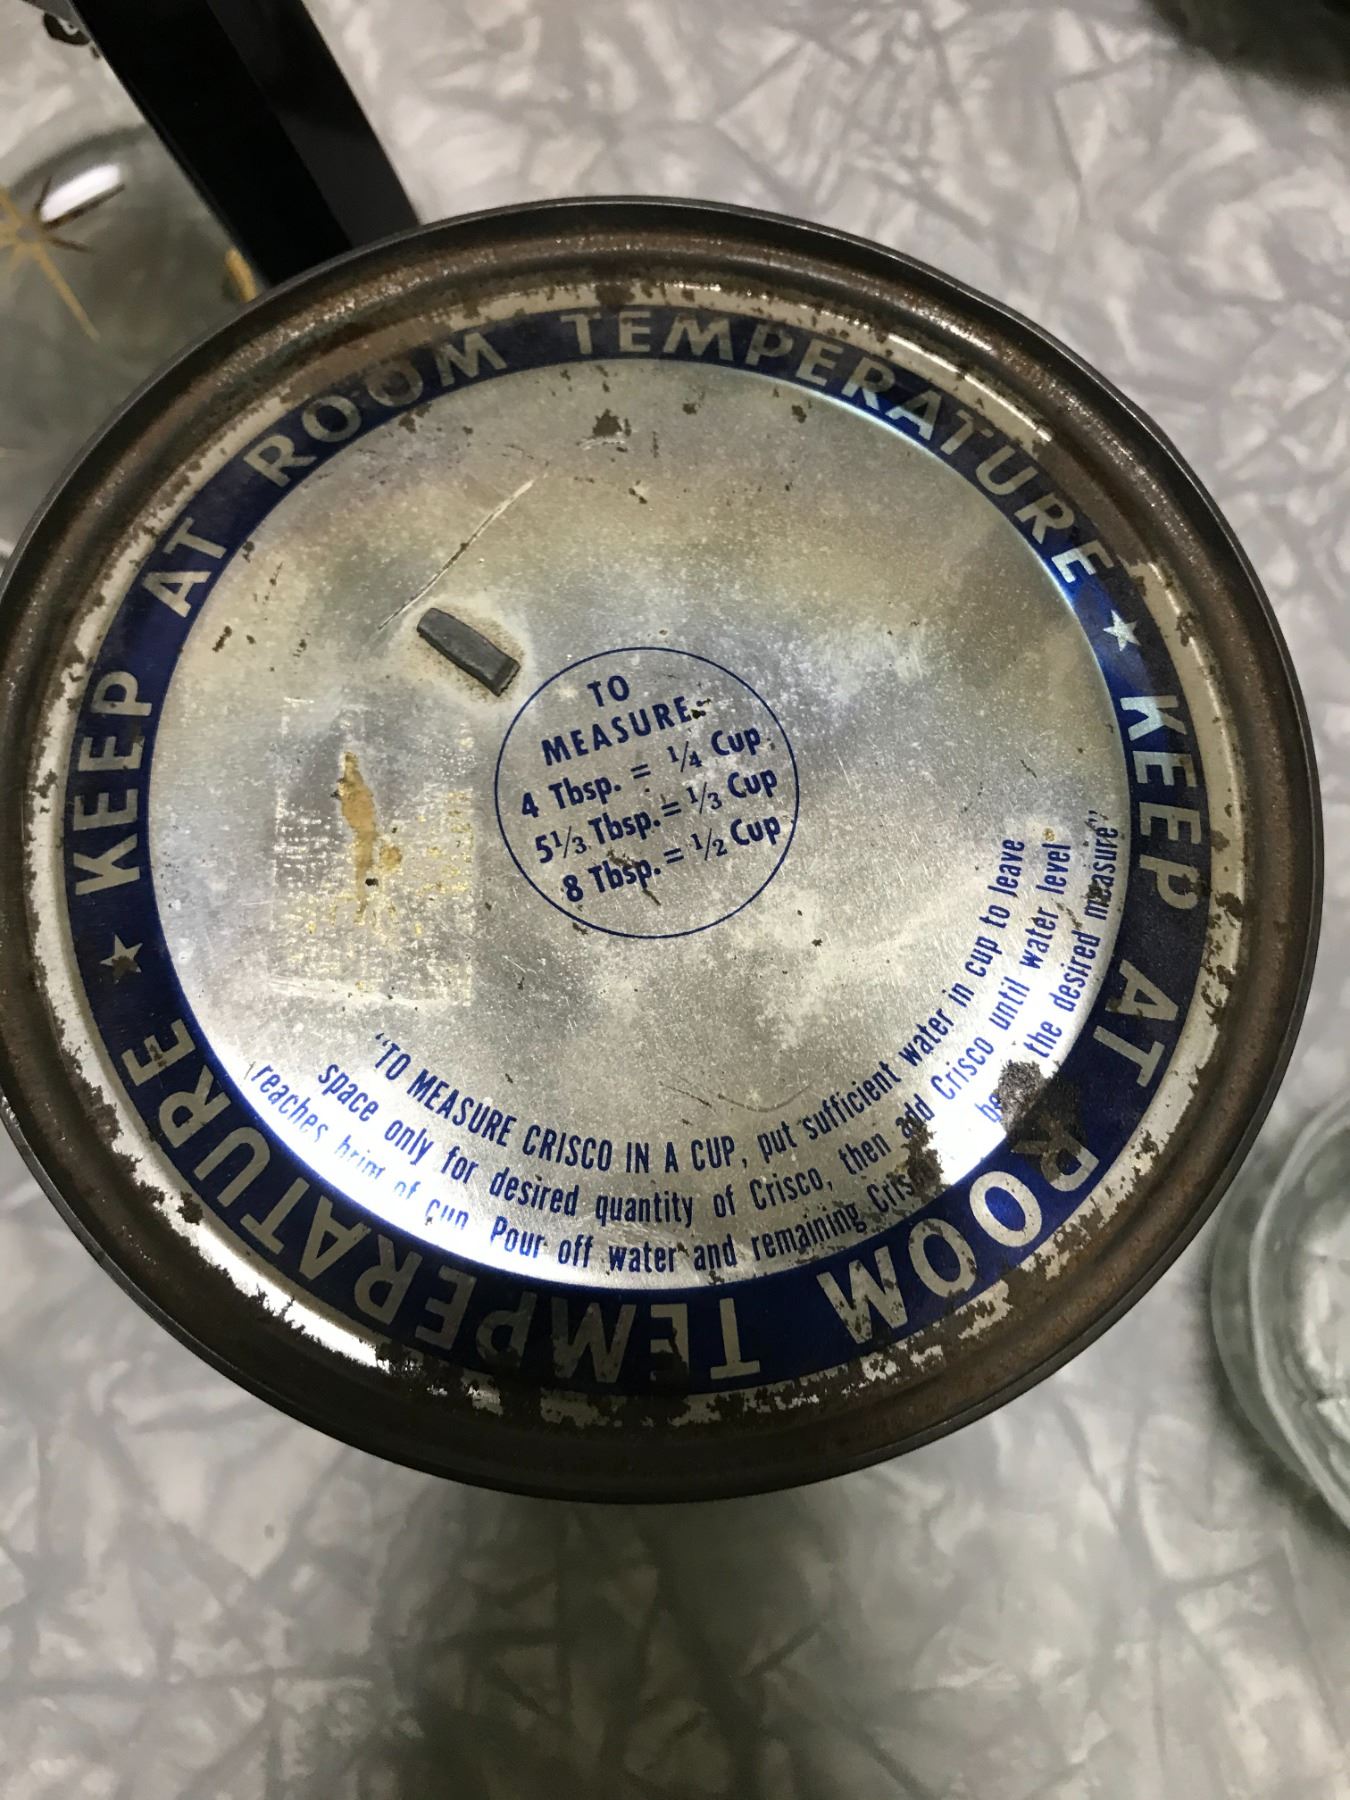 ★ KEEP AT ROOM TEMPERATURE
★ KEEP AT ROOM TEMPERATURE
TO
MEASURE:
4 Tbsp. = 1/4 Cup
5 1/3 Tbsp. = 1/3 Cup
8 Tbsp. = 1/2 Cup
“TO MEASURE CRISCO IN A CUP, put sufficient water in cup to leave
space only for desired quantity of Crisco, then add Crisco until water level
reaches brim of cup. Pour off water and remaining the desired measure”